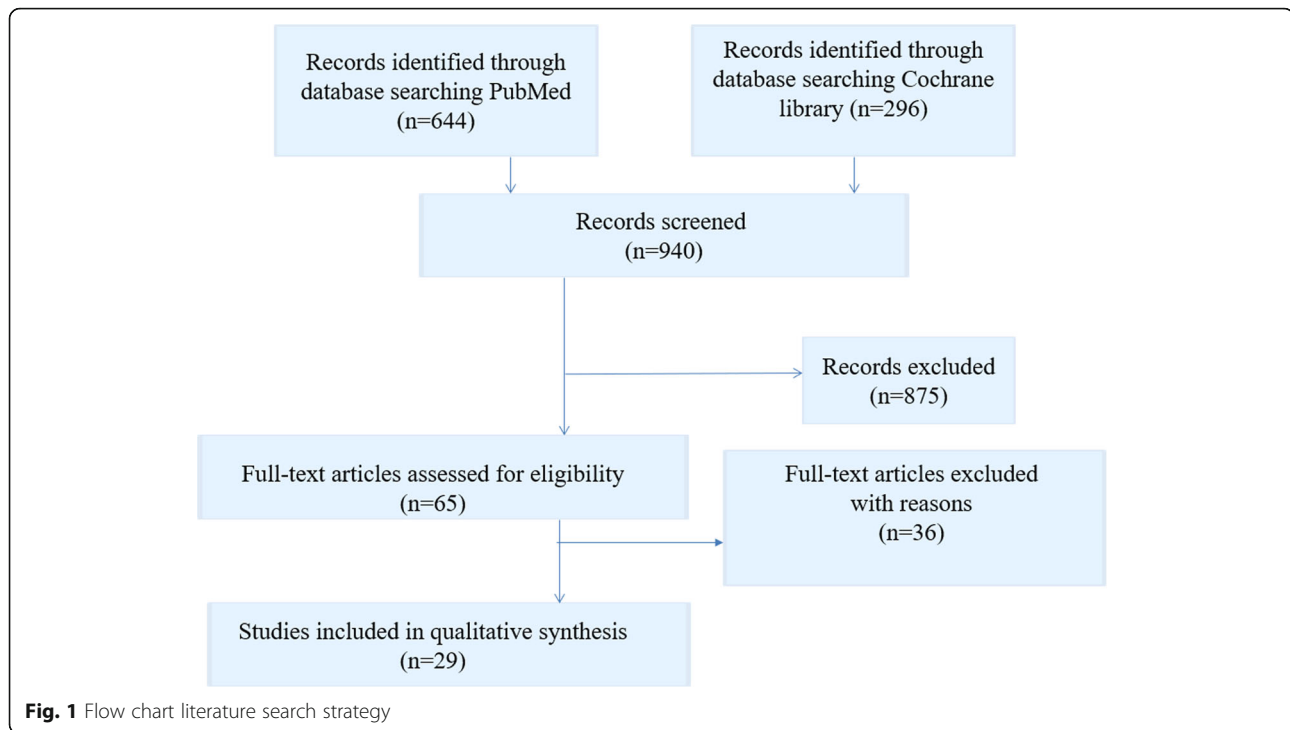 Records identified through
database searching PubMed
(n=644)
Records identified through
database searching Cochrane
library (n=296)
Records screened
(n=940)
Records excluded
(n=875)
Full-text articles assessed for eligibility
(n=65)
Full-text articles excluded
with reasons
(n=36)
Studies included in qualitative synthesis
(n=29)
Fig. 1 Flow chart literature search strategy